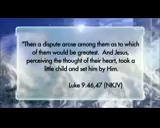 "Then a dispute arose among them as to which
of them would be greatest. And Jesus,
perceiving the thought of their heart, took a
little child and set him by Him.
Luke 9:46,47 (NKJV)